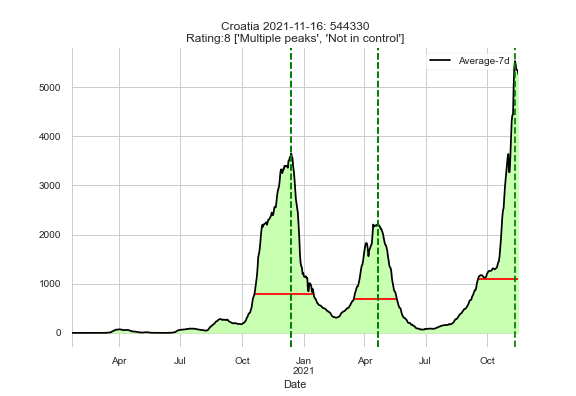 Croatia 2021-11-16: 544330
Rating:8 ['Multiple peaks', 'Not in control']
Average-7d
5000
4000
3000
2000
1000
0
Apr Jul Oct Jan Apr Jul Oct
2021
Date